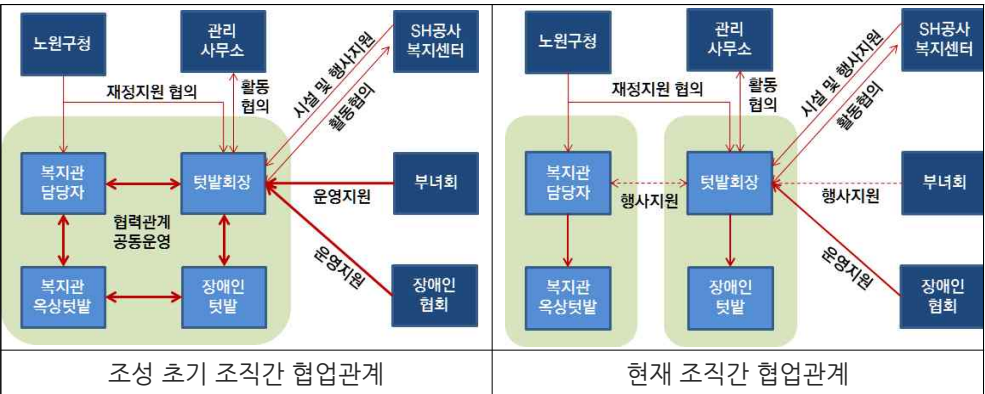 노원구청
관리
사무소
SH공사
복지센터
재정지원 협의
활동
협의
시설 및 행사지원
활동협의
복지관
담당자
텃밭회장
부녀회
운영지원
협력관계
공동운영
운영지원
복지관
옥상텃밭
장애인
텃밭
장애인
협회
조성 초기 조직간 협업관계
노원구청
관리
사무소
SH공사
복지센터
재정지원 협의
활동
협의
시설 및 행사지원
활동협의
복지관
담당자
텃밭회장
부녀회
행사지원
행사지원
운영지원
복지관
옥상텃밭
장애인
텃밭
장애인
협회
현재 조직간 협업관계